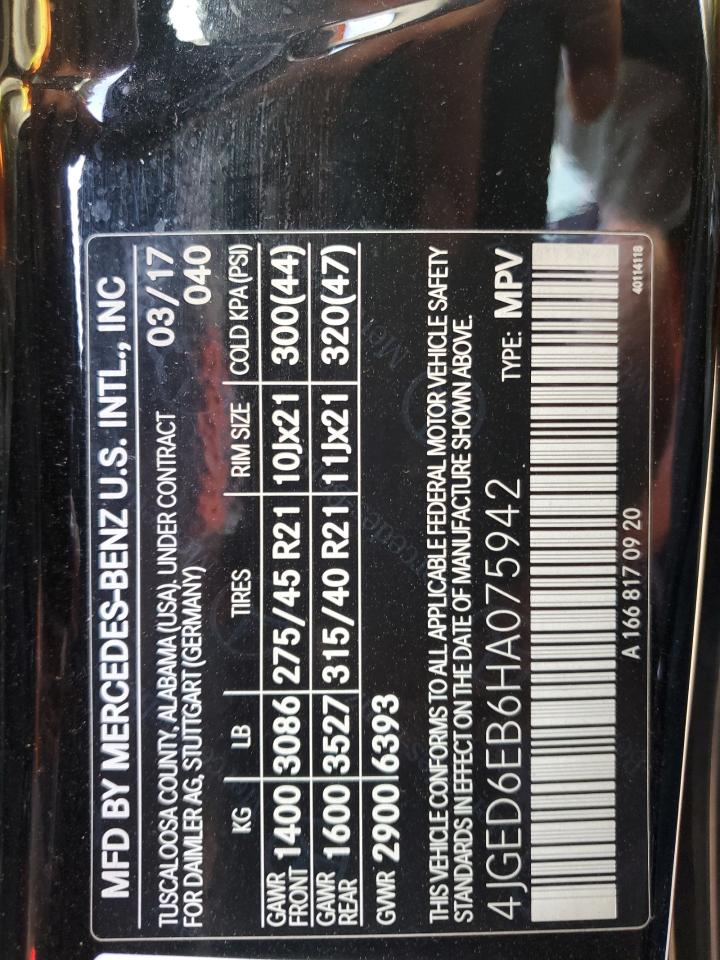 MFD BY MERCEDES-BENZ U.S. INTL., INC
TUSCALOOSA COUNTY, ALABAMA (USA), UNDER CONTRACT 03/17
FOR DAIMLER AG, STUTTGART (GERMANY) 040
KG LB TIRES RIM SIZE COLD KPA (PSI)
GAWR
FRONT 1400 3086 275/45 R21 10Jx21 300(44)
GAWR
REAR 1600 3527 315/40 R21 11Jx21 320(47)
GVWR 2900 6393
THIS VEHICLE CONFORMS TO ALL APPLICABLE FEDERAL MOTOR VEHICLE SAFETY
STANDARDS IN EFFECT ON THE DATE OF MANUFACTURE SHOWN ABOVE.
4JGED6EB6HA075942 TYPE: MPV
A 166 817 09 20 40114118